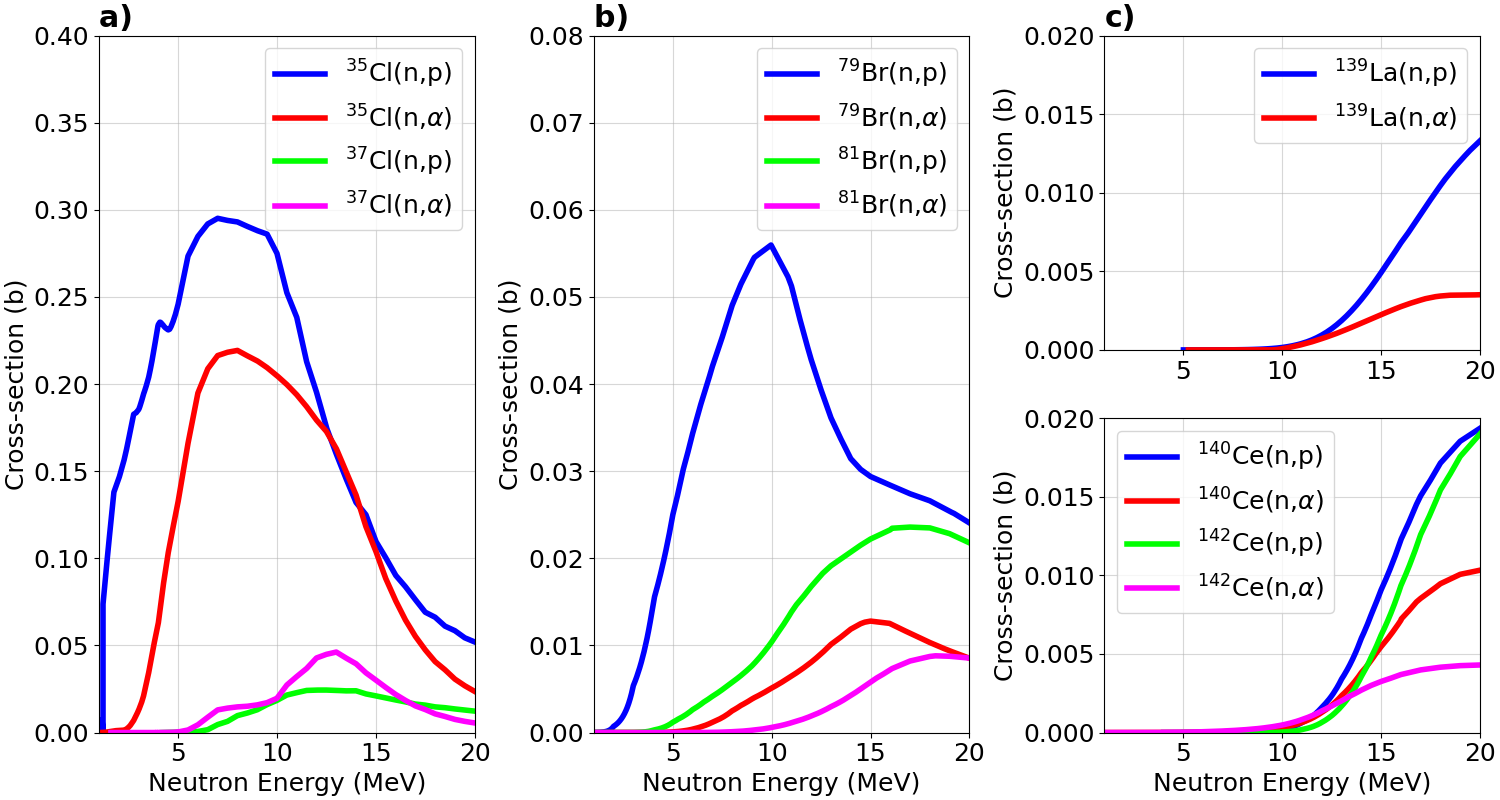 a)
0.40
0.35
0.30
0.25
0.20
0.15
0.10
0.05
0.00
5
10
15
20
Cross-section (b)
Neutron Energy (MeV)
³⁵Cl(n,p)
³⁵Cl(n,α)
³⁷Cl(n,p)
³⁷Cl(n,α)
b)
0.08
0.07
0.06
0.05
0.04
0.03
0.02
0.01
0.00
5
10
15
20
Cross-section (b)
Neutron Energy (MeV)
⁷⁹Br(n,p)
⁷⁹Br(n,α)
⁸¹Br(n,p)
⁸¹Br(n,α)
c)
0.020
0.015
0.010
0.005
0.000
5
10
15
20
Cross-section (b)
¹³⁹La(n,p)
¹³⁹La(n,α)
0.020
0.015
0.010
0.005
0.000
5
10
15
20
Cross-section (b)
Neutron Energy (MeV)
¹⁴⁰Ce(n,p)
¹⁴⁰Ce(n,α)
¹⁴²Ce(n,p)
¹⁴²Ce(n,α)